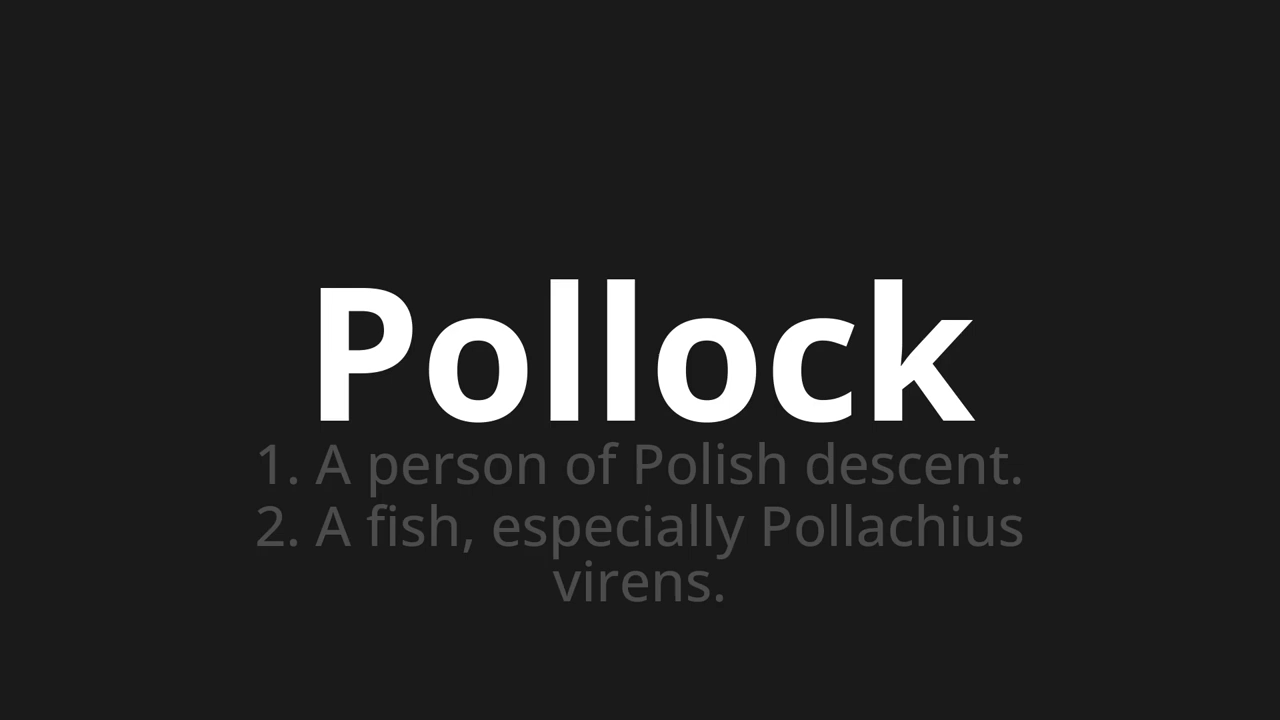 Pollock
1. A person of Polish descent.
2. A fish, especially Pollachius
virens.